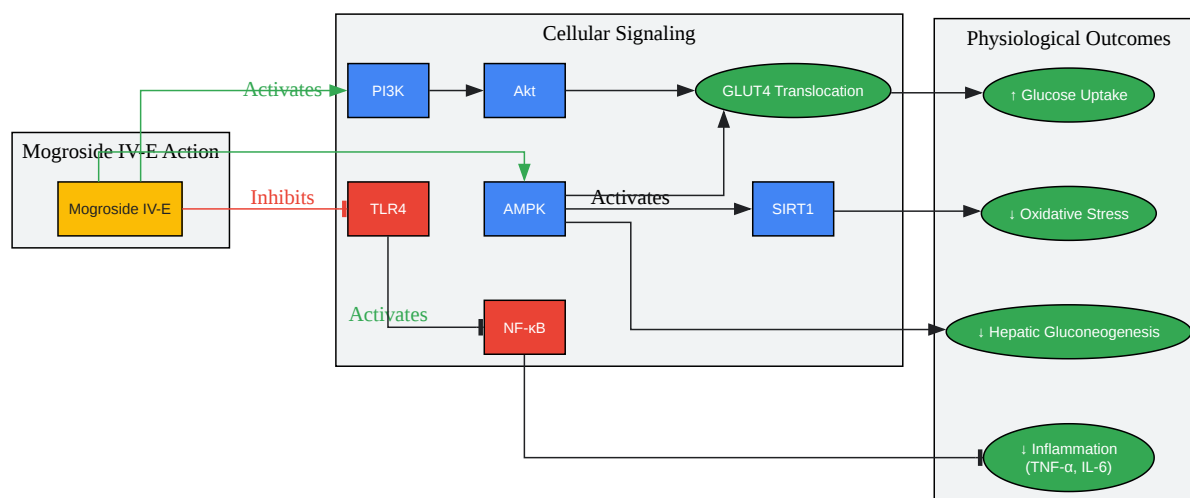 Cellular Signaling
Physiological Outcomes
Activates
PI3K
Akt
GLUT4 Translocation
↑ Glucose Uptake
Mogroside IV-E Action
Mogroside IV-E
Inhibits
TLR4
AMPK
Activates
SIRT1
↓ Oxidative Stress
Activates
NF-κB
↓ Hepatic Gluconeogenesis
↓ Inflammation
(TNF-α, IL-6)